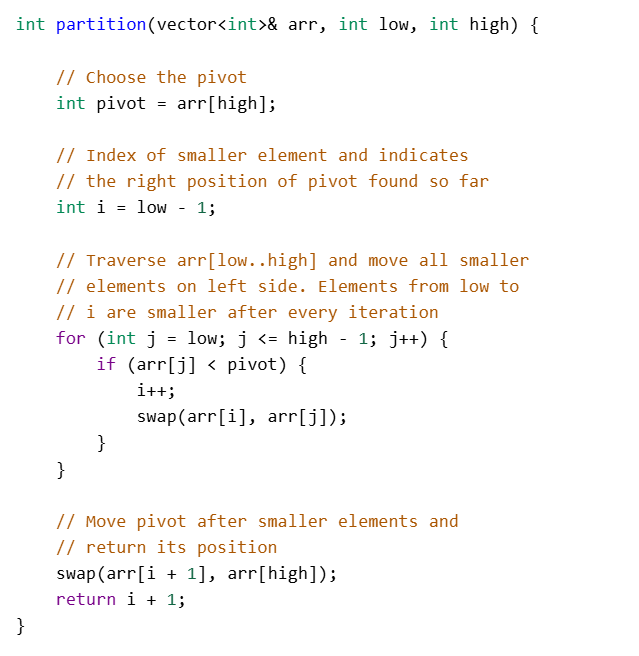 int partition(vector<int>& arr, int low, int high) {
// Choose the pivot
int pivot = arr[high];
// Index of smaller element and indicates
// the right position of pivot found so far
int i = low - 1;
// Traverse arr[low..high] and move all smaller
// elements on left side. Elements from low to
// i are smaller after every iteration
for (int j = low; j <= high - 1; j++) {
if (arr[j] < pivot) {
i++;
swap(arr[i], arr[j]);
}
}
// Move pivot after smaller elements and
// return its position
swap(arr[i + 1], arr[high]);
return i + 1;
}